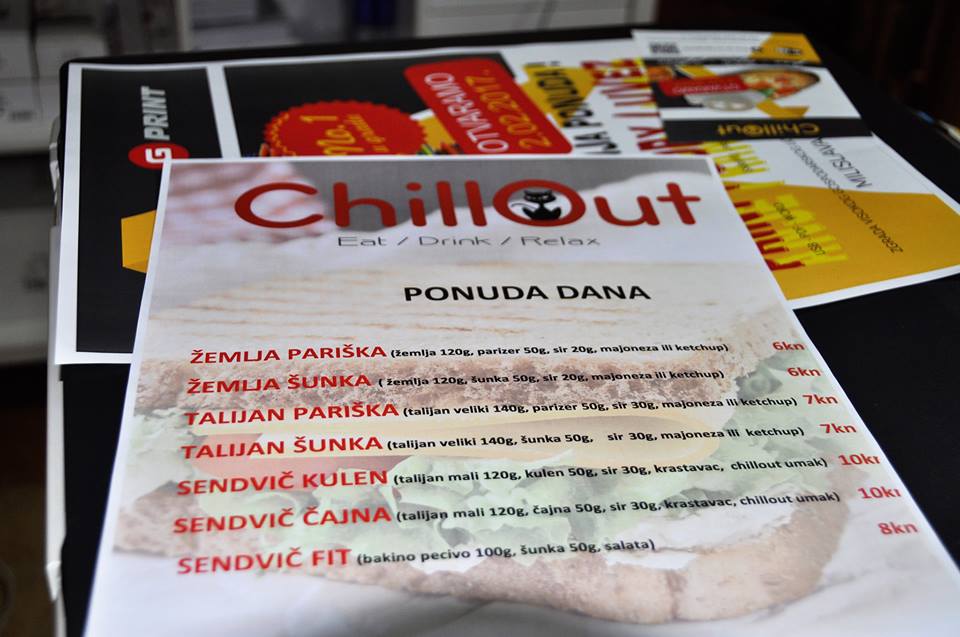 G PRINT
No. 1
OTVARAMO
2.02.2017.
PONUDA
ChillOut
MILISLAVA
ChillOut
Eat / Drink / Relax
PONUDA DANA
ŽEMLJA PARIŠKA (žemlja 120g, parizer 50g, sir 20g, majoneza ili ketchup) 6kn
ŽEMLJA ŠUNKA ( žemlja 120g, šunka 50g, sir 20g, majoneza ili ketchup) 6kn
TALIJAN PARIŠKA (talijan veliki 140g, parizer 50g, sir 30g, majoneza ili ketchup) 7kn
TALIJAN ŠUNKA (talijan veliki 140g, šunka 50g, sir 30g, majoneza ili ketchup) 7kn
SENDVIČ KULEN (talijan mali 120g, kulen 50g, sir 30g, krastavac, chillout umak) 10kn
SENDVIČ ČAJNA (talijan mali 120g, čajna 50g, sir 30g, krastavac, chillout umak) 10kn
SENDVIČ FIT (bakino pecivo 100g, šunka 50g, salata) 8kn